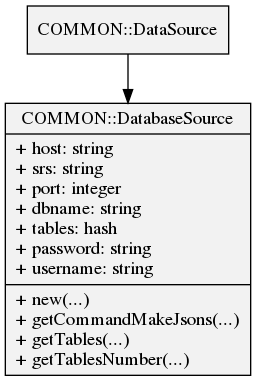 COMMON::DataSource
COMMON::DatabaseSource
+ host: string
+ srs: string
+ port: integer
+ dbname: string
+ tables: hash
+ password: string
+ username: string
+ new(...)
+ getCommandMakeJsons(...)
+ getTables(...)
+ getTablesNumber(...)